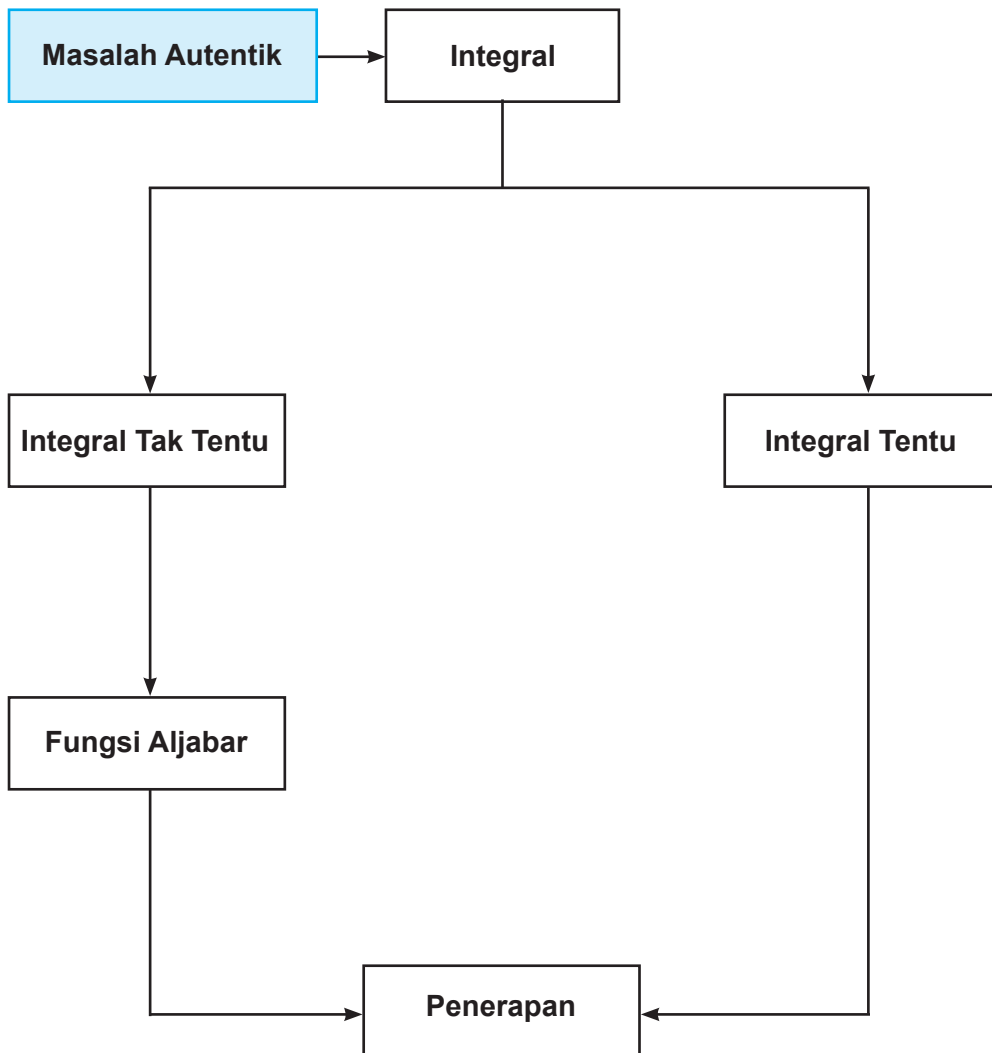 Masalah Autentik
Integral
Integral Tak Tentu
Integral Tentu
Fungsi Aljabar
Penerapan